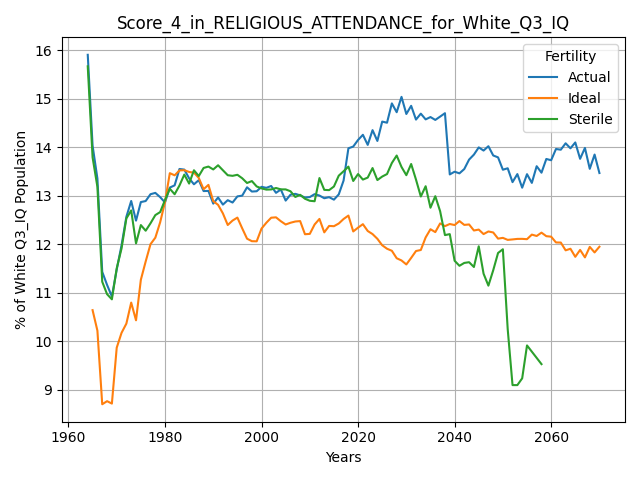 Score_4_in_RELIGIOUS_ATTENDANCE_for_White_Q3_IQ
Fertility
Actual
Ideal
Sterile
% of White Q3_IQ Population
16
15
14
13
12
11
10
9
1960
1980
2000
2020
2040
2060
Years